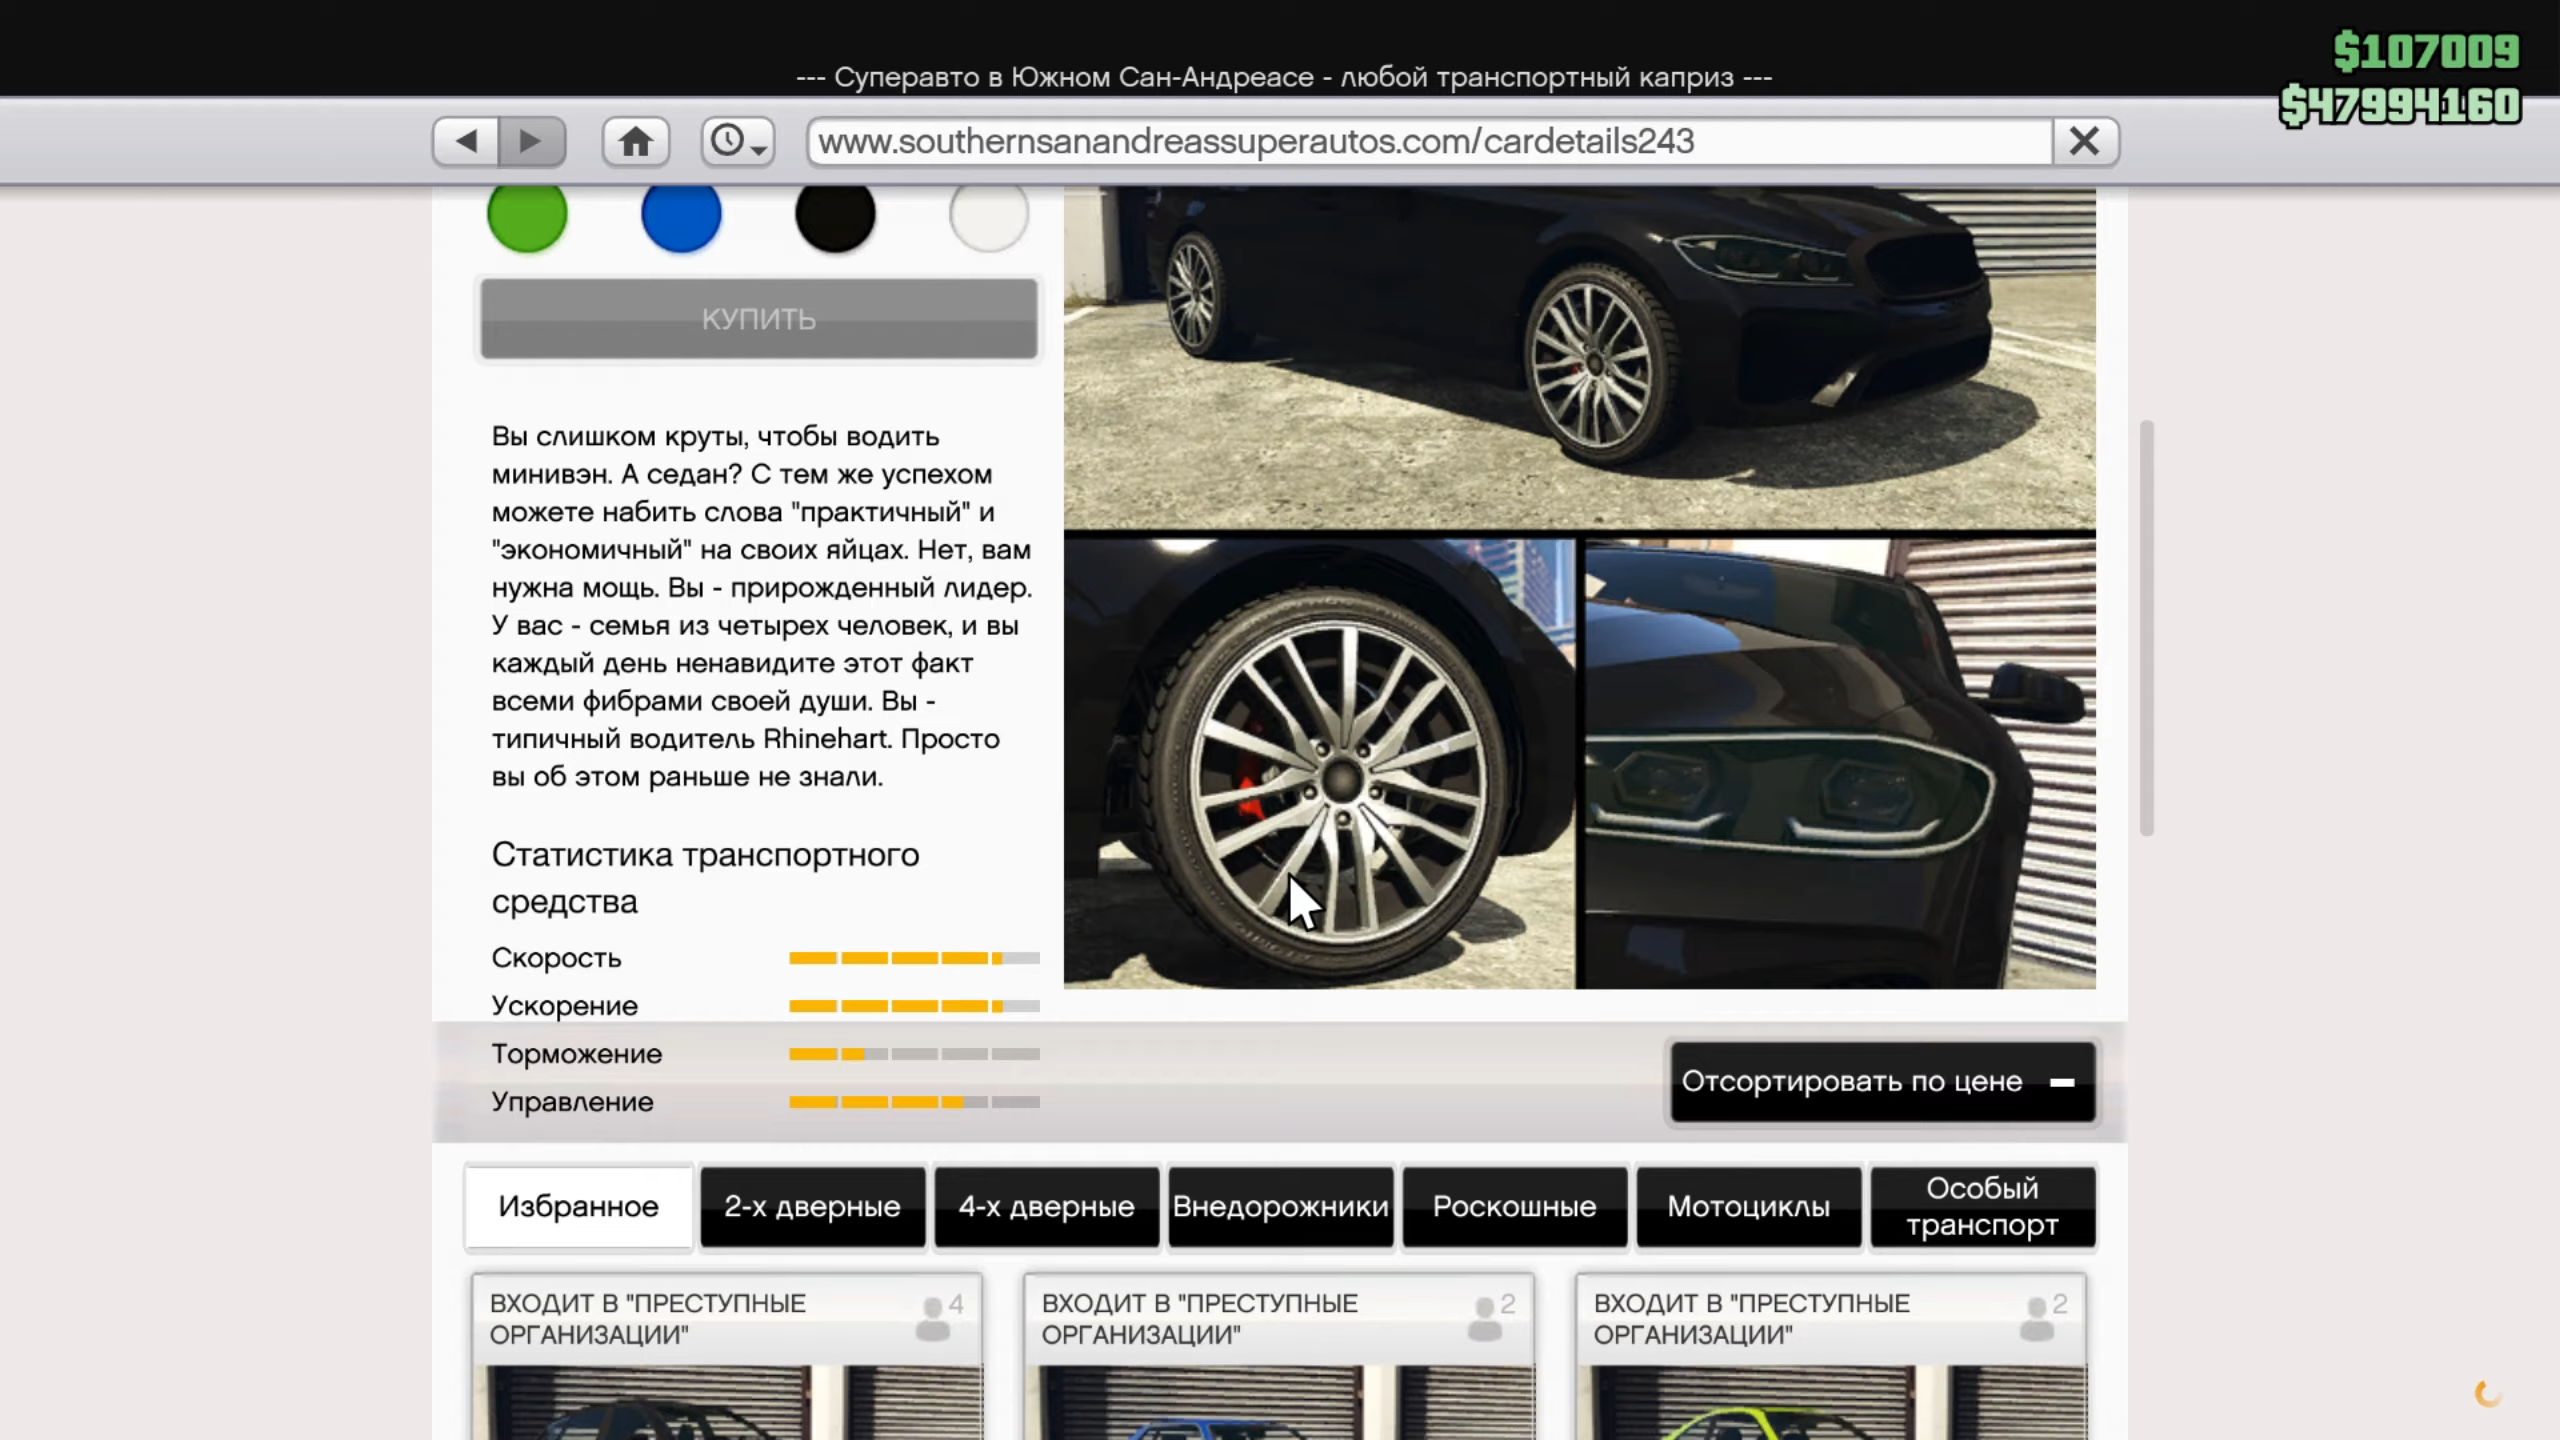 $107009
--- Суперавто в Южном Сан-Андреасе - любой транспортный каприз ---
$47994160
www.southernsanandreassuperautos.com/cardetails243
КУПИТЬ
Вы слишком круты, чтобы водить
минивэн. А седан? С тем же успехом
можете набить слова "практичный" и
"экономичный" на своих яйцах. Нет, вам
нужна мощь. Вы - прирожденный лидер.
У вас - семья из четырех человек, и вы
каждый день ненавидите этот факт
всеми фибрами своей души. Вы -
типичный водитель Rhinehart. Просто
вы об этом раньше не знали.
Статистика транспортного
средства
Скорость
Ускорение
Торможение
Управление
Отсортировать по цене
Избранное
2-х дверные
4-х дверные
Внедорожники
Роскошные
Мотоциклы
Особый
транспорт
ВХОДИТ В "ПРЕСТУПНЫЕ
ОРГАНИЗАЦИИ"
4
ВХОДИТ В "ПРЕСТУПНЫЕ
ОРГАНИЗАЦИИ"
2
ВХОДИТ В "ПРЕСТУПНЫЕ
ОРГАНИЗАЦИИ"
2